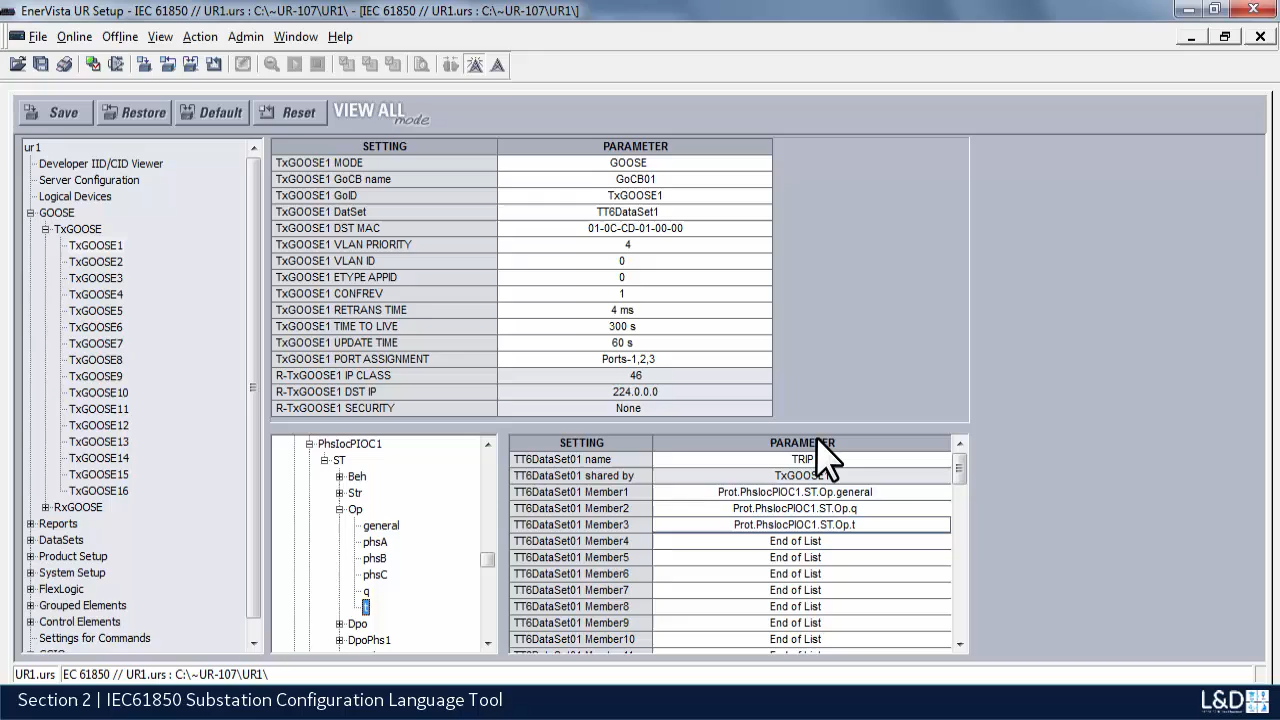 EnerVista UR Setup - IEC 61850 // UR1.urs : C:\~UR-107\UR1\ - [IEC 61850 // UR1.urs : C:\~UR-107\UR1\]
File Online Offline View Action Admin Window Help
Save Restore Default Reset VIEW ALL mode
ur1
Developer IID/CID Viewer
Server Configuration
Logical Devices
GOOSE
TxGOOSE
TxGOOSE1
TxGOOSE2
TxGOOSE3
TxGOOSE4
TxGOOSE5
TxGOOSE6
TxGOOSE7
TxGOOSE8
TxGOOSE9
TxGOOSE10
TxGOOSE11
TxGOOSE12
TxGOOSE13
TxGOOSE14
TxGOOSE15
TxGOOSE16
RxGOOSE
Reports
DataSets
Product Setup
System Setup
FlexLogic
Grouped Elements
Control Elements
Settings for Commands
SETTING PARAMETER
TxGOOSE1 MODE GOOSE
TxGOOSE1 GoCB name GoCB01
TxGOOSE1 GoID TxGOOSE1
TxGOOSE1 DatSet TT6DataSet1
TxGOOSE1 DST MAC 01-0C-CD-01-00-00
TxGOOSE1 VLAN PRIORITY 4
TxGOOSE1 VLAN ID 0
TxGOOSE1 ETYPE APPID 0
TxGOOSE1 CONFREV 1
TxGOOSE1 RETRANS TIME 4 ms
TxGOOSE1 TIME TO LIVE 300 s
TxGOOSE1 UPDATE TIME 60 s
TxGOOSE1 PORT ASSIGNMENT Ports-1,2,3
R-TxGOOSE1 IP CLASS 46
R-TxGOOSE1 DST IP 224.0.0.0
R-TxGOOSE1 SECURITY None
PhsIocPIOC1
ST
Beh
Str
Op
general
phsA
phsB
phsC
q
t
Dpo
DpoPhs1
SETTING PARAMETER
TT6DataSet01 name TRIP
TT6DataSet01 shared by TxGOOSE1
TT6DataSet01 Member1 Prot.PhsIocPIOC1.ST.Op.general
TT6DataSet01 Member2 Prot.PhsIocPIOC1.ST.Op.q
TT6DataSet01 Member3 Prot.PhsIocPIOC1.ST.Op.t
TT6DataSet01 Member4 End of List
TT6DataSet01 Member5 End of List
TT6DataSet01 Member6 End of List
TT6DataSet01 Member7 End of List
TT6DataSet01 Member8 End of List
TT6DataSet01 Member9 End of List
TT6DataSet01 Member10 End of List
UR1.urs EC 61850 // UR1.urs : C:\~UR-107\UR1\
Section 2 | IEC61850 Substation Configuration Language Tool
L&D